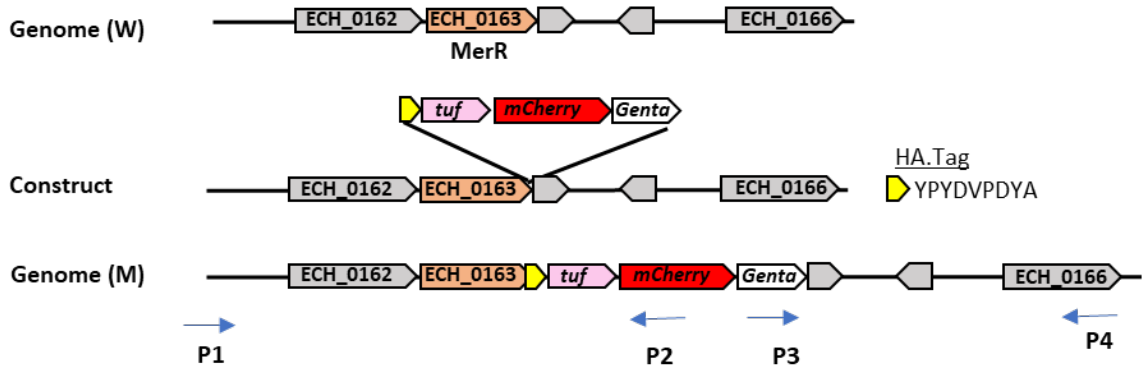 Genome (W) ECH_0162 ECH_0163 ECH_0166
MerR
tuf mCherry Genta
HA.Tag
Construct ECH_0162 ECH_0163 ECH_0166 YPYDVPDYA
Genome (M) ECH_0162 ECH_0163 tuf mCherry Genta ECH_0166
P1 P2 P3 P4